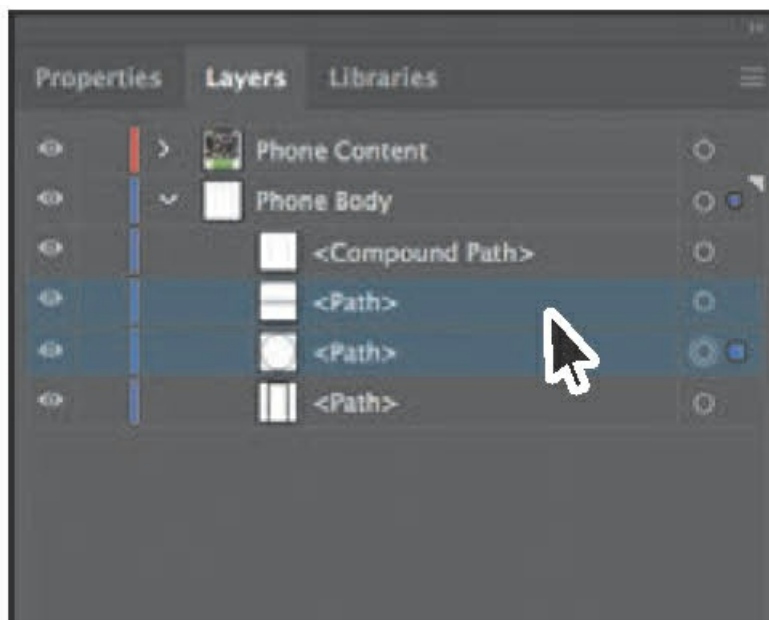 Properties Layers Libraries
Phone Content
Phone Body
<Compound Path>
<Path>
<Path>
<Path>